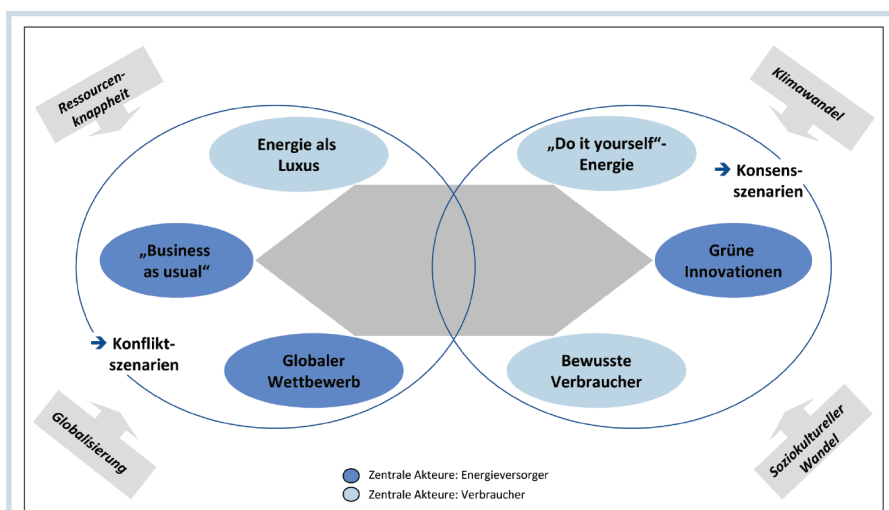 Ressourcen-
knappheit
Klimawandel
Energie als
Luxus
„Do it yourself“-
Energie
➔ Konsens-
szenarien
„Business
as usual“
Grüne
Innovationen
➔ Konflikt-
szenarien
Globaler
Wettbewerb
Bewusste
Verbraucher
Globalisierung
Soziokultureller
Wandel
Zentrale Akteure: Energieversorger
Zentrale Akteure: Verbraucher